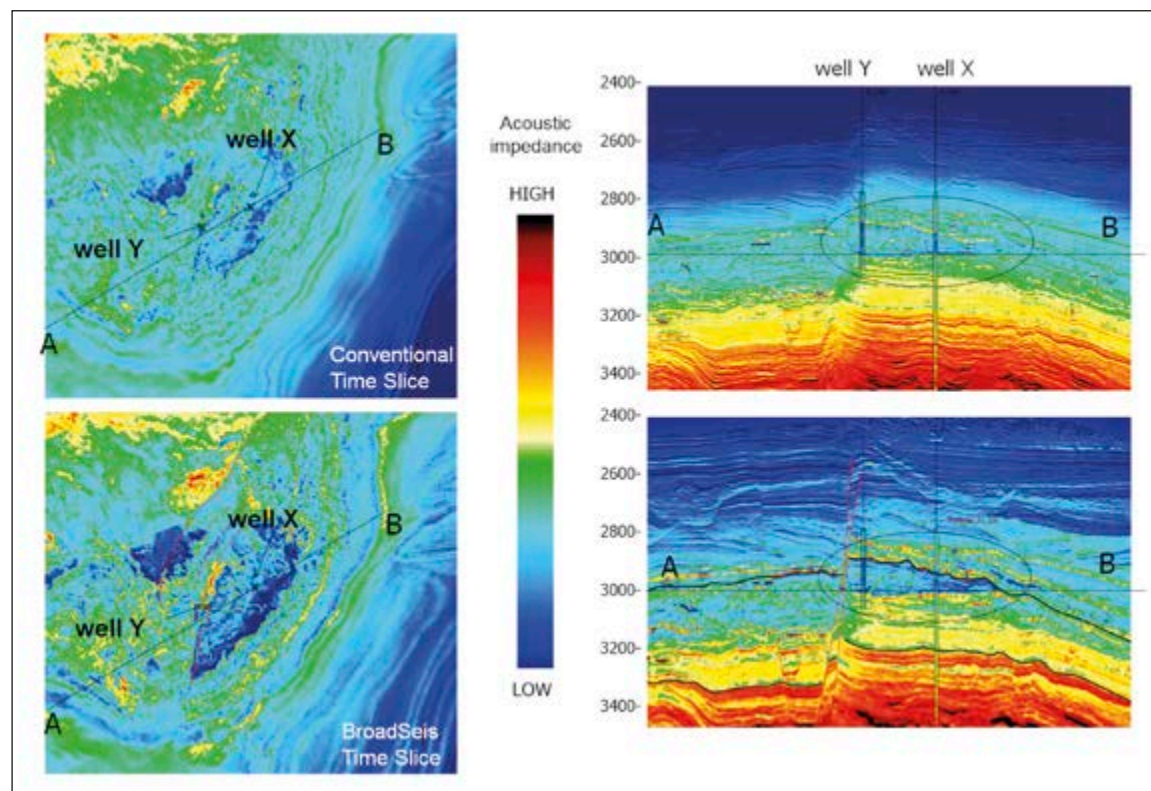 well X
B
well Y
A
Conventional
Time Slice
well X
B
well Y
A
BroadSeis
Time Slice
Acoustic
impedance
HIGH
LOW
well Y
well X
2400-
2600-
2800-
3000-
3200-
3400-
A
B
2400-
2600-
2800-
3000-
3200-
3400-
A
B